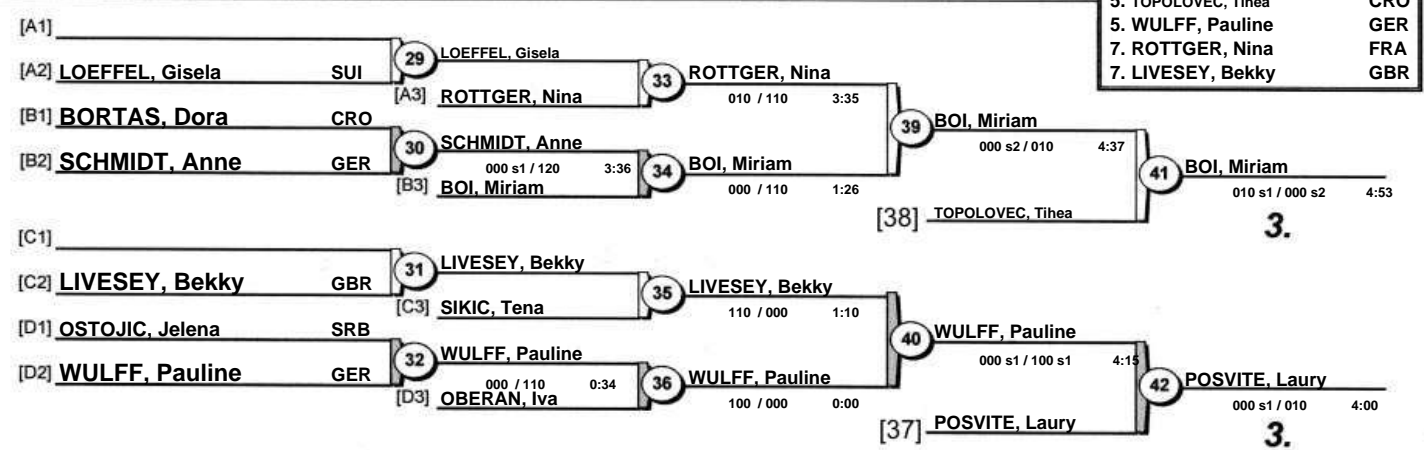 5. TOPOLOVEC, Tihea CRO
5. WULFF, Pauline GER
7. ROTTGER, Nina FRA
7. LIVESEY, Bekky GBR
[A1]
[A2] LOEFFEL, Gisela SUI
29
LOEFFEL, Gisela
[A3] ROTTGER, Nina
33
ROTTGER, Nina
010 / 110 3:35
[B1] BORTAS, Dora CRO
[B2] SCHMIDT, Anne GER
30
SCHMIDT, Anne
000 s1 / 120 3:36
[B3] BOI, Miriam
34
BOI, Miriam
000 / 110 1:26
39
BOI, Miriam
000 s2 / 010 4:37
[38] TOPOLOVEC, Tihea
41
BOI, Miriam
010 s1 / 000 s2 4:53
3.
[C1]
[C2] LIVESEY, Bekky GBR
31
LIVESEY, Bekky
[C3] SIKIC, Tena
35
LIVESEY, Bekky
110 / 000 1:10
[D1] OSTOJIC, Jelena SRB
[D2] WULFF, Pauline GER
32
WULFF, Pauline
000 / 110 0:34
[D3] OBERAN, Iva
36
WULFF, Pauline
100 / 000 0:00
40
WULFF, Pauline
000 s1 / 100 s1 4:15
[37] POSVITE, Laury
42
POSVITE, Laury
000 s1 / 010 4:00
3.